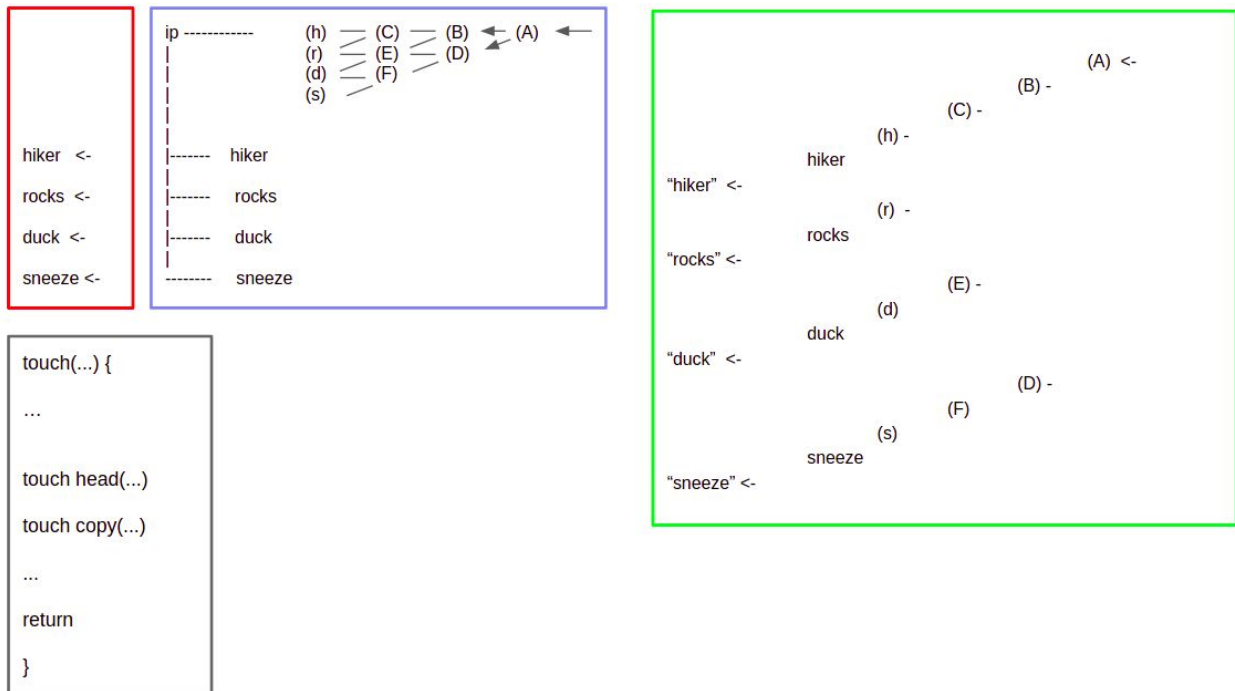 hiker <-
rocks <-
duck <-
sneeze <-
ip ------------ (h) (C) (B) (A)
(r) (E) (D)
(d) (F)
(s)
|------- hiker
|------- rocks
|------- duck
-------- sneeze
touch(...) {
...
touch head(...)
touch copy(...)
...
return
}
(A) <-
(B) -
(C) -
(h) -
hiker
“hiker” <-
(r) -
rocks
“rocks” <-
(E) -
(d)
duck
“duck” <-
(D) -
(F)
(s)
sneeze
“sneeze” <-